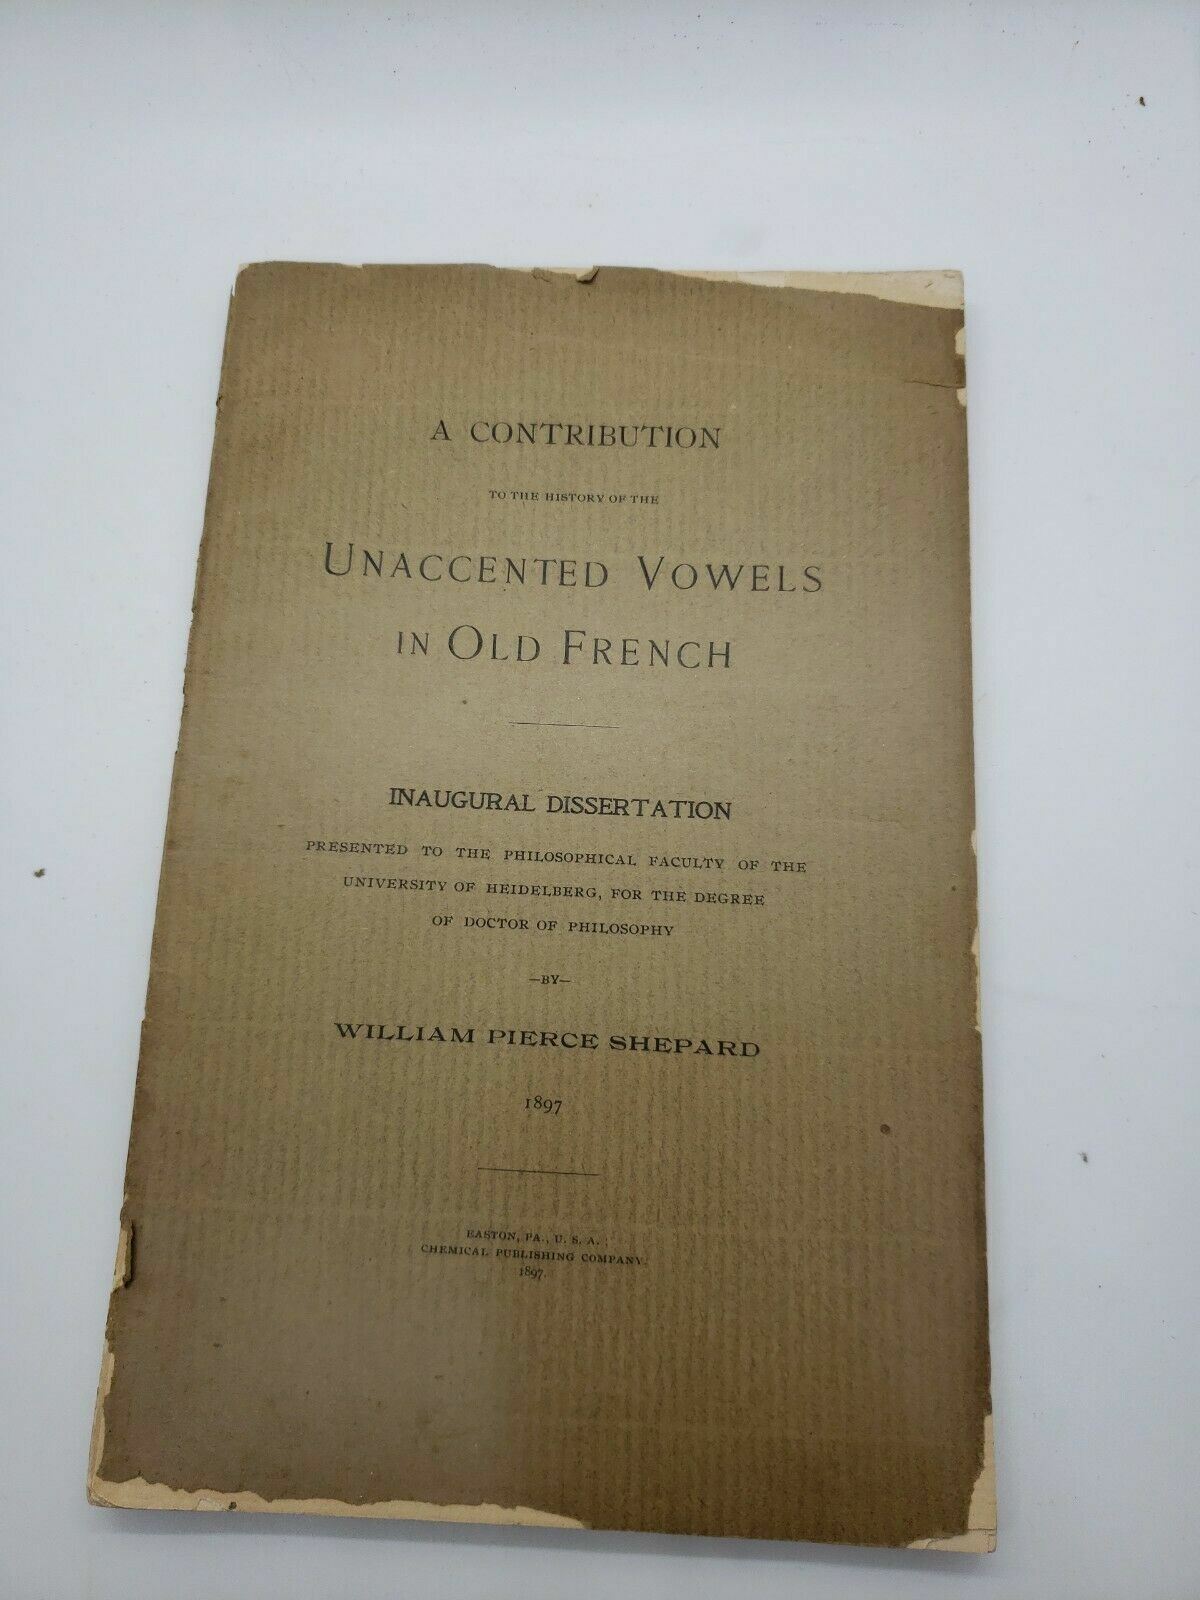 A CONTRIBUTION
TO THE HISTORY OF THE
UNACCENTED VOWELS
IN OLD FRENCH
INAUGURAL DISSERTATION
PRESENTED TO THE PHILOSOPHICAL FACULTY OF THE
UNIVERSITY OF HEIDELBERG, FOR THE DEGREE
OF DOCTOR OF PHILOSOPHY
—BY—
WILLIAM PIERCE SHEPARD
1897
EASTON, PA., U. S. A. :
CHEMICAL PUBLISHING COMPANY.
1897.